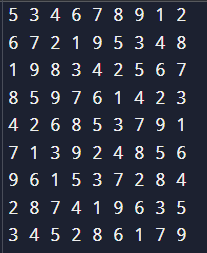 5 3 4 6 7 8 9 1 2
6 7 2 1 9 5 3 4 8
1 9 8 3 4 2 5 6 7
8 5 9 7 6 1 4 2 3
4 2 6 8 5 3 7 9 1
7 1 3 9 2 4 8 5 6
9 6 1 5 3 7 2 8 4
2 8 7 4 1 9 6 3 5
3 4 5 2 8 6 1 7 9